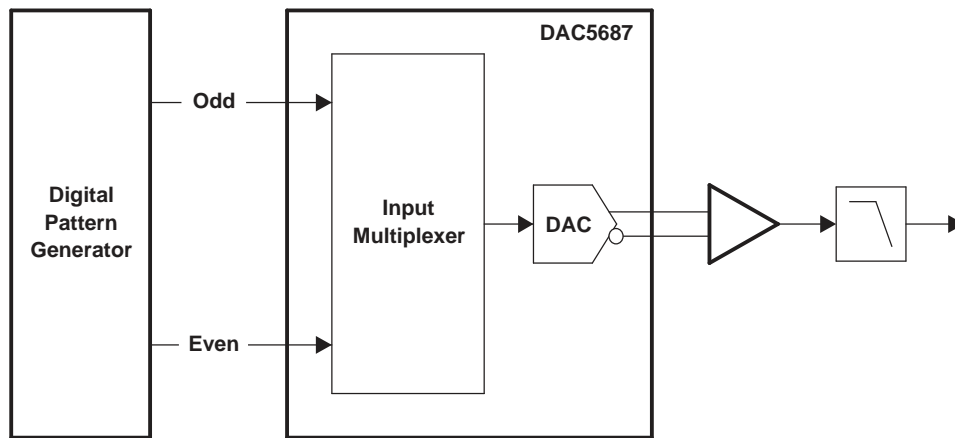 DAC5687
Odd
Digital
Pattern
Generator
Input
Multiplexer
DAC
Even